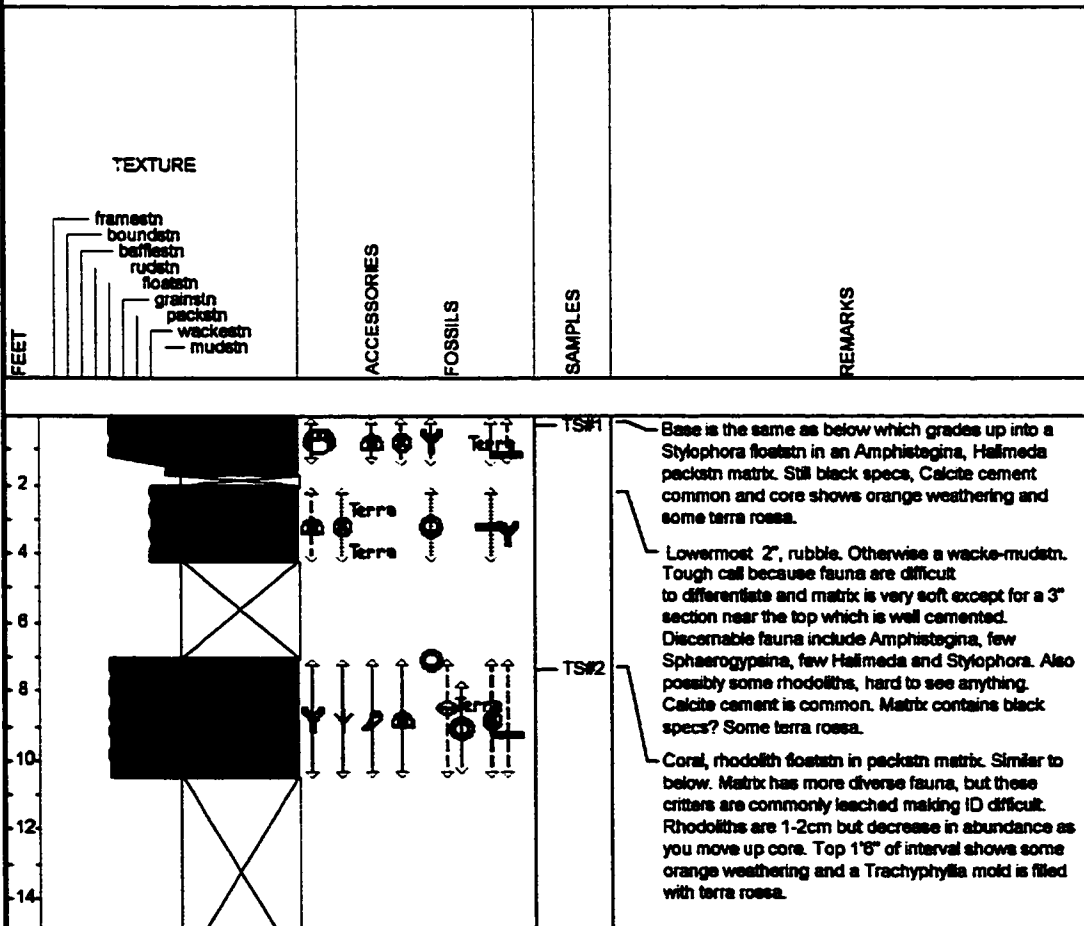 TEXTURE
framestn
boundstn
bafflestn
rudstn
floatstn
grainstn
packstn
wackestn
mudstn
FEET
ACCESSORIES
FOSSILS
SAMPLES
REMARKS
2
4
6
8
10
12
14
Terra
Terra
Terra
Terra
TS#1
TS#2
Base is the same as below which grades up into a
Stylophora floatstn in an Amphistegina, Halimeda
packstn matrix. Still black specs, Calcite cement
common and core shows orange weathering and
some terra rossa.
Lowermost 2", rubble. Otherwise a wacke-mudstn.
Tough call because fauna are difficult
to differentiate and matrix is very soft except for a 3"
section near the top which is well cemented.
Discernable fauna include Amphistegina, few
Sphaerogypsina, few Halimeda and Stylophora. Also
possibly some rhodoliths, hard to see anything.
Calcite cement is common. Matrix contains black
specs? Some terra rossa.
Coral, rhodolith floatstn in packstn matrix. Similar to
below. Matrix has more diverse fauna, but these
critters are commonly leached making ID difficult.
Rhodoliths are 1-2cm but decrease in abundance as
you move up core. Top 1'6" of interval shows some
orange weathering and a Trachyphyllia mold is filled
with terra rossa.